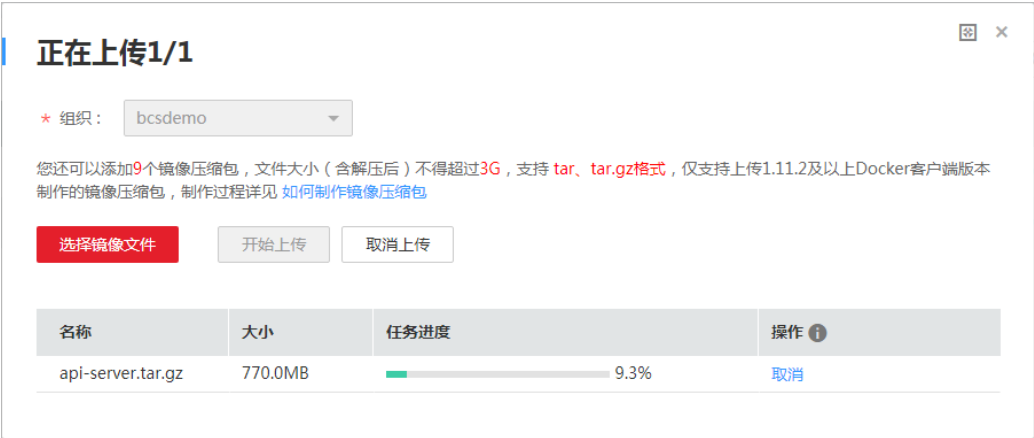 正在上传1/1
* 组织： bcsdemo
您还可以添加9个镜像压缩包，文件大小（含解压后）不得超过3G，支持 tar、tar.gz格式，仅支持上传1.11.2及以上Docker客户端版本
制作的镜像压缩包，制作过程详见 如何制作镜像压缩包
选择镜像文件 开始上传 取消上传
名称 大小 任务进度 操作
api-server.tar.gz 770.0MB 9.3% 取消